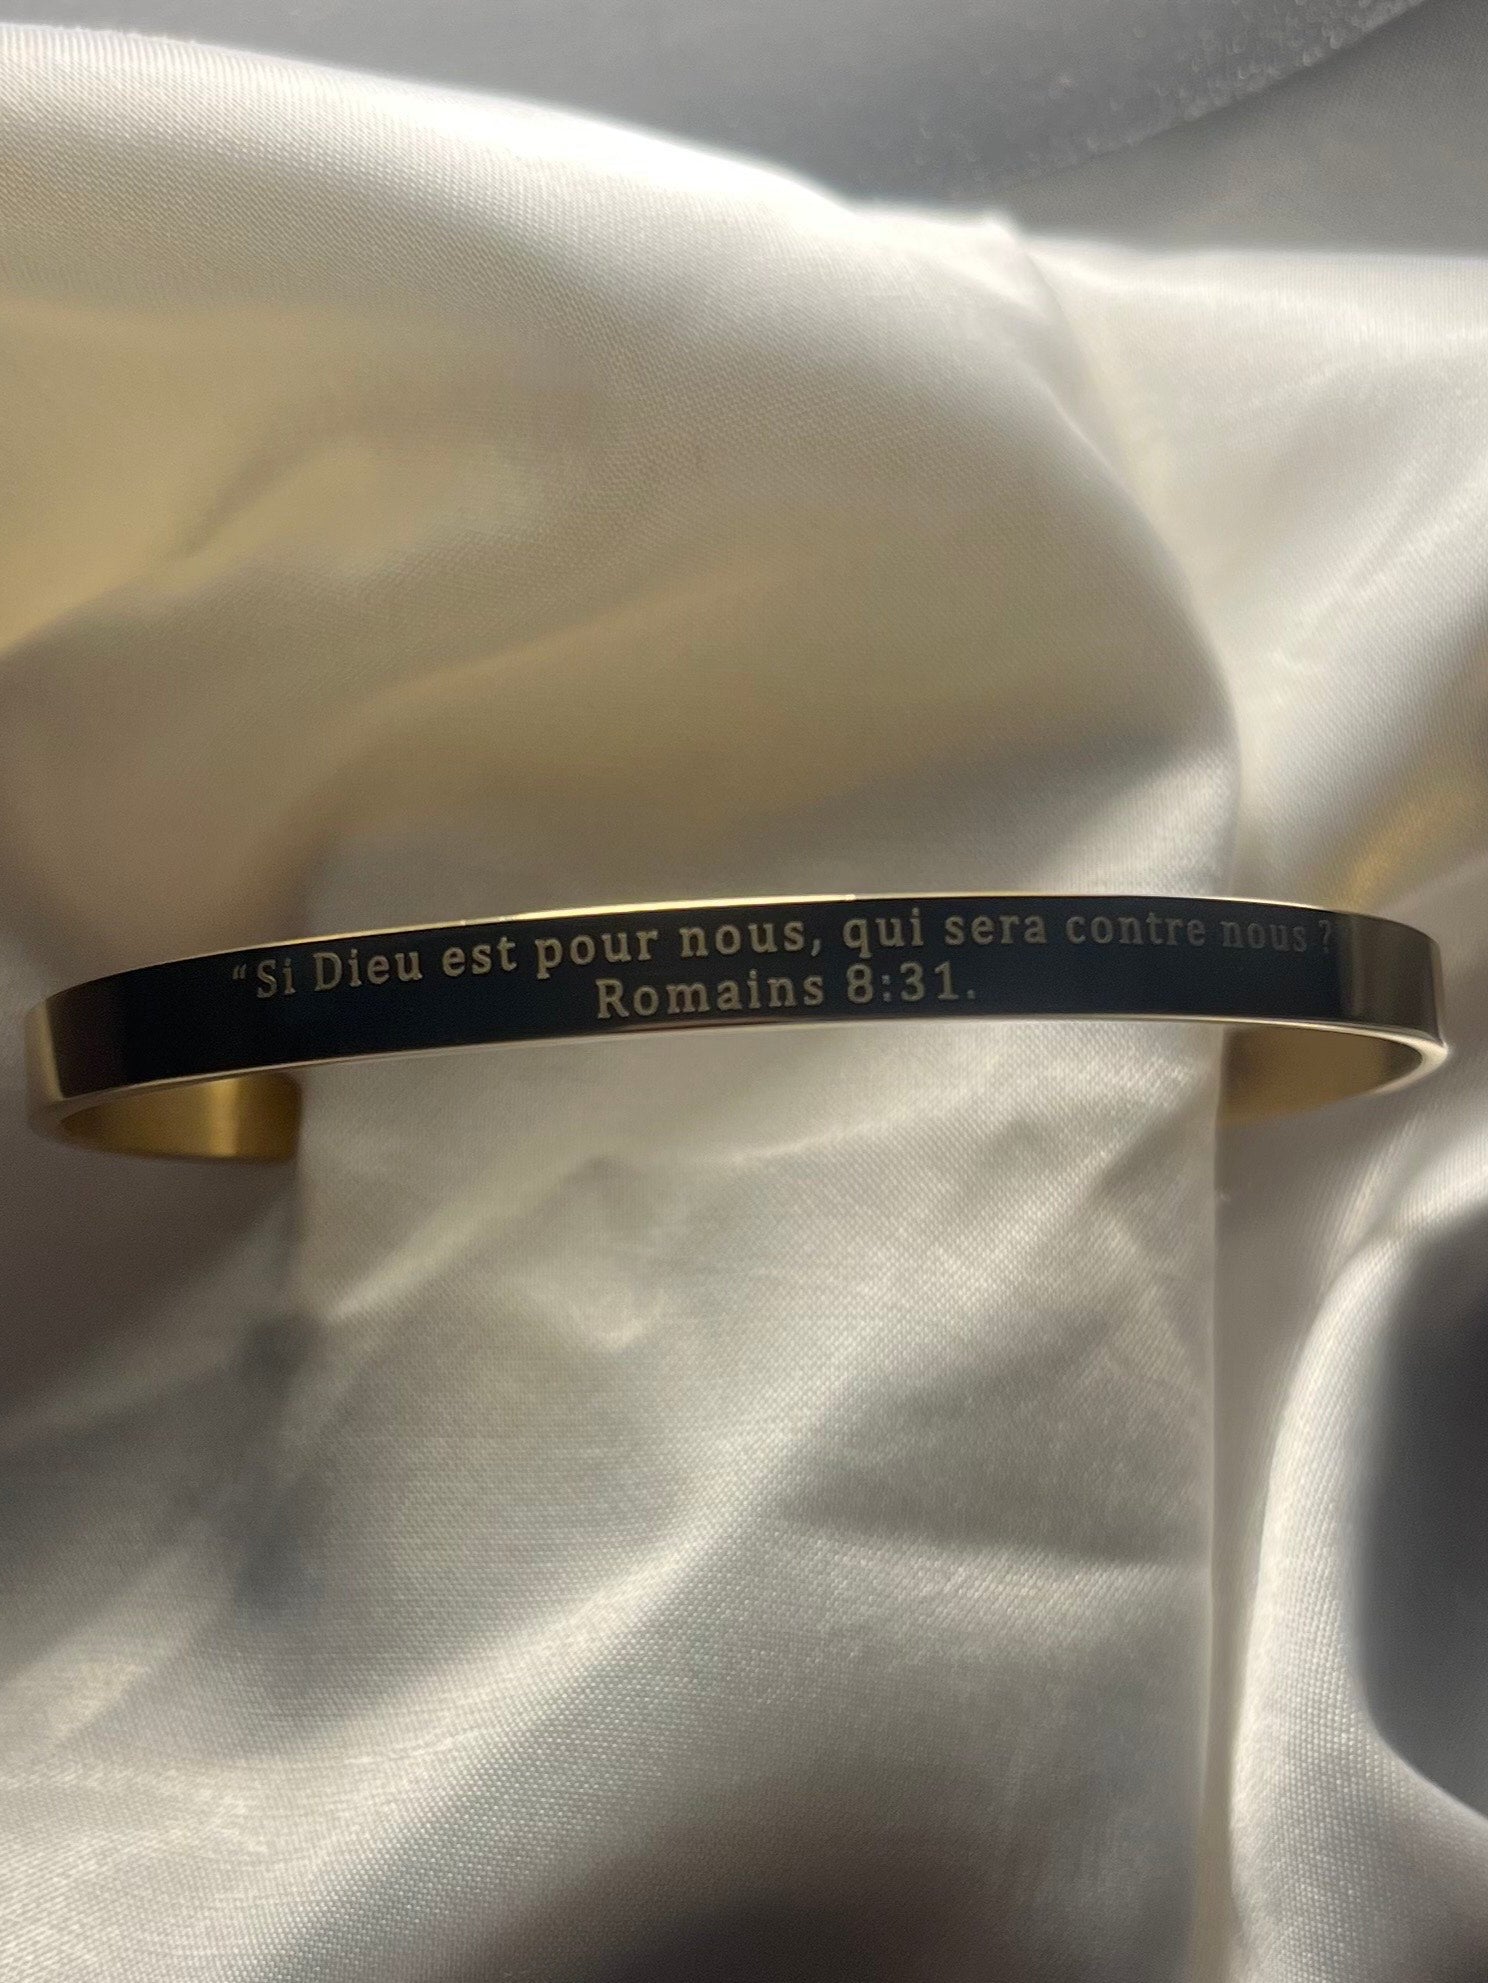 “Si Dieu est pour nous, qui sera contre nous ?
Romains 8:31.